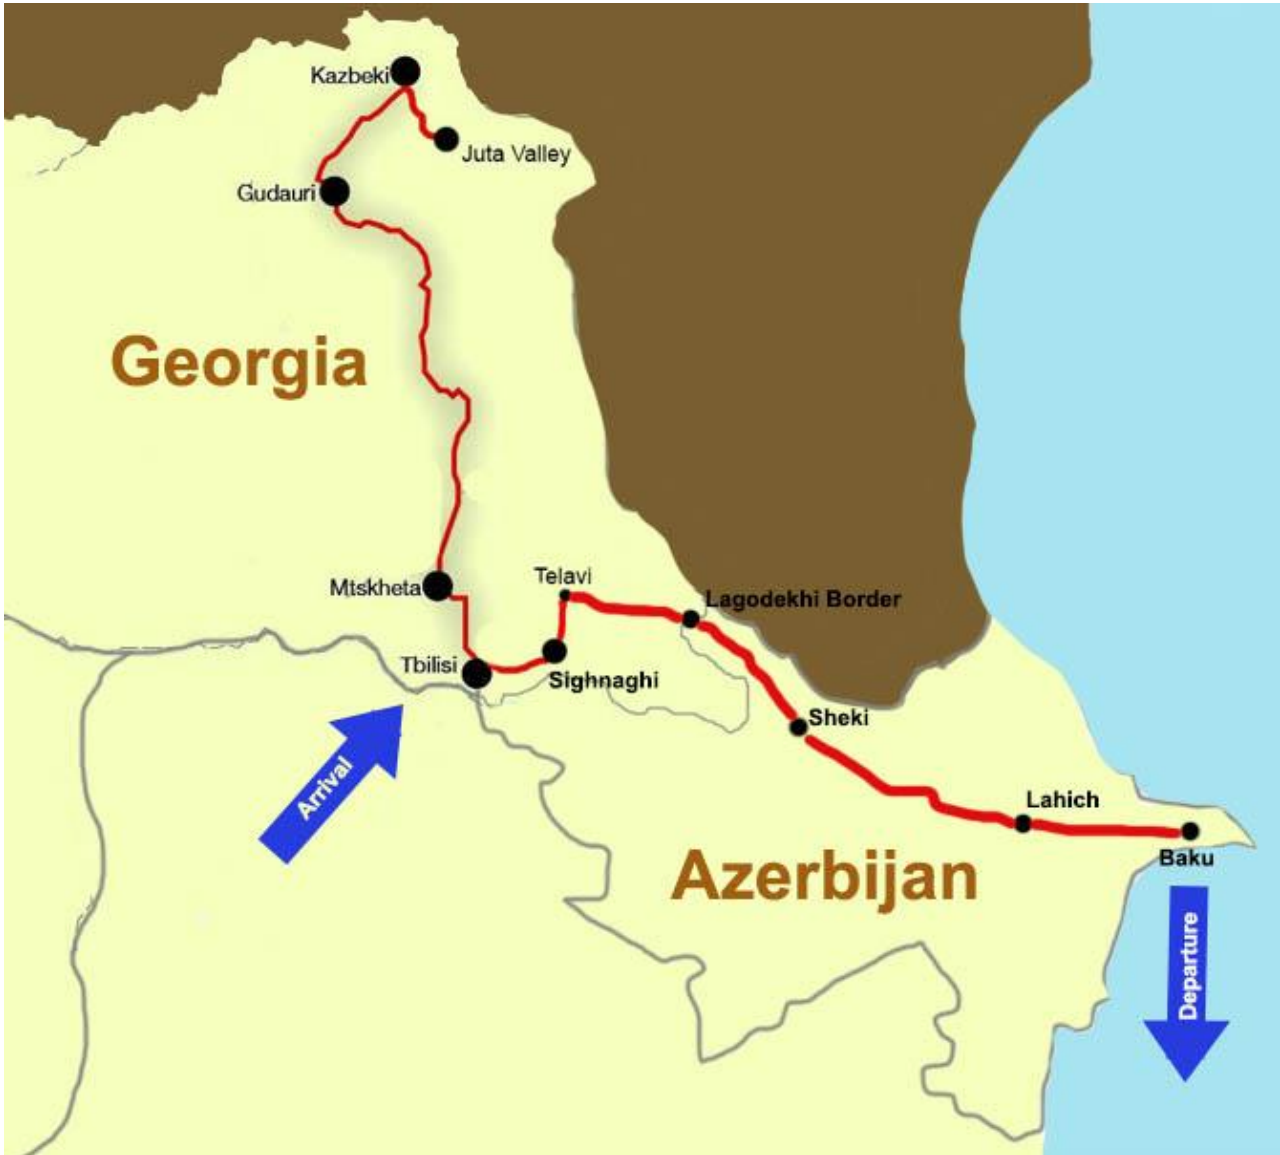 Kazbeki
Juta Valley
Gudauri
Georgia
Mtskheta
Telavi
Lagodekhi Border
Tbilisi
Sighnaghi
Sheki
Arrival
Lahich
Baku
Azerbijan
Departure